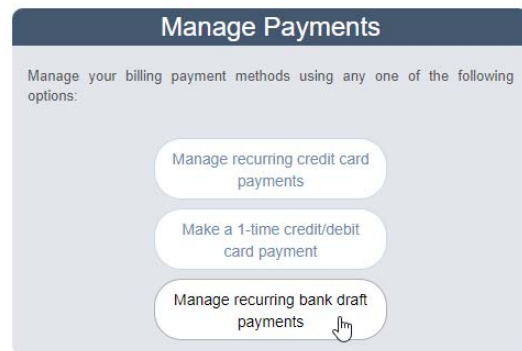 Manage Payments
Manage your billing payment methods using any one of the following
options:
Manage recurring credit card
payments
Make a 1-time credit/debit
card payment
Manage recurring bank draft
payments